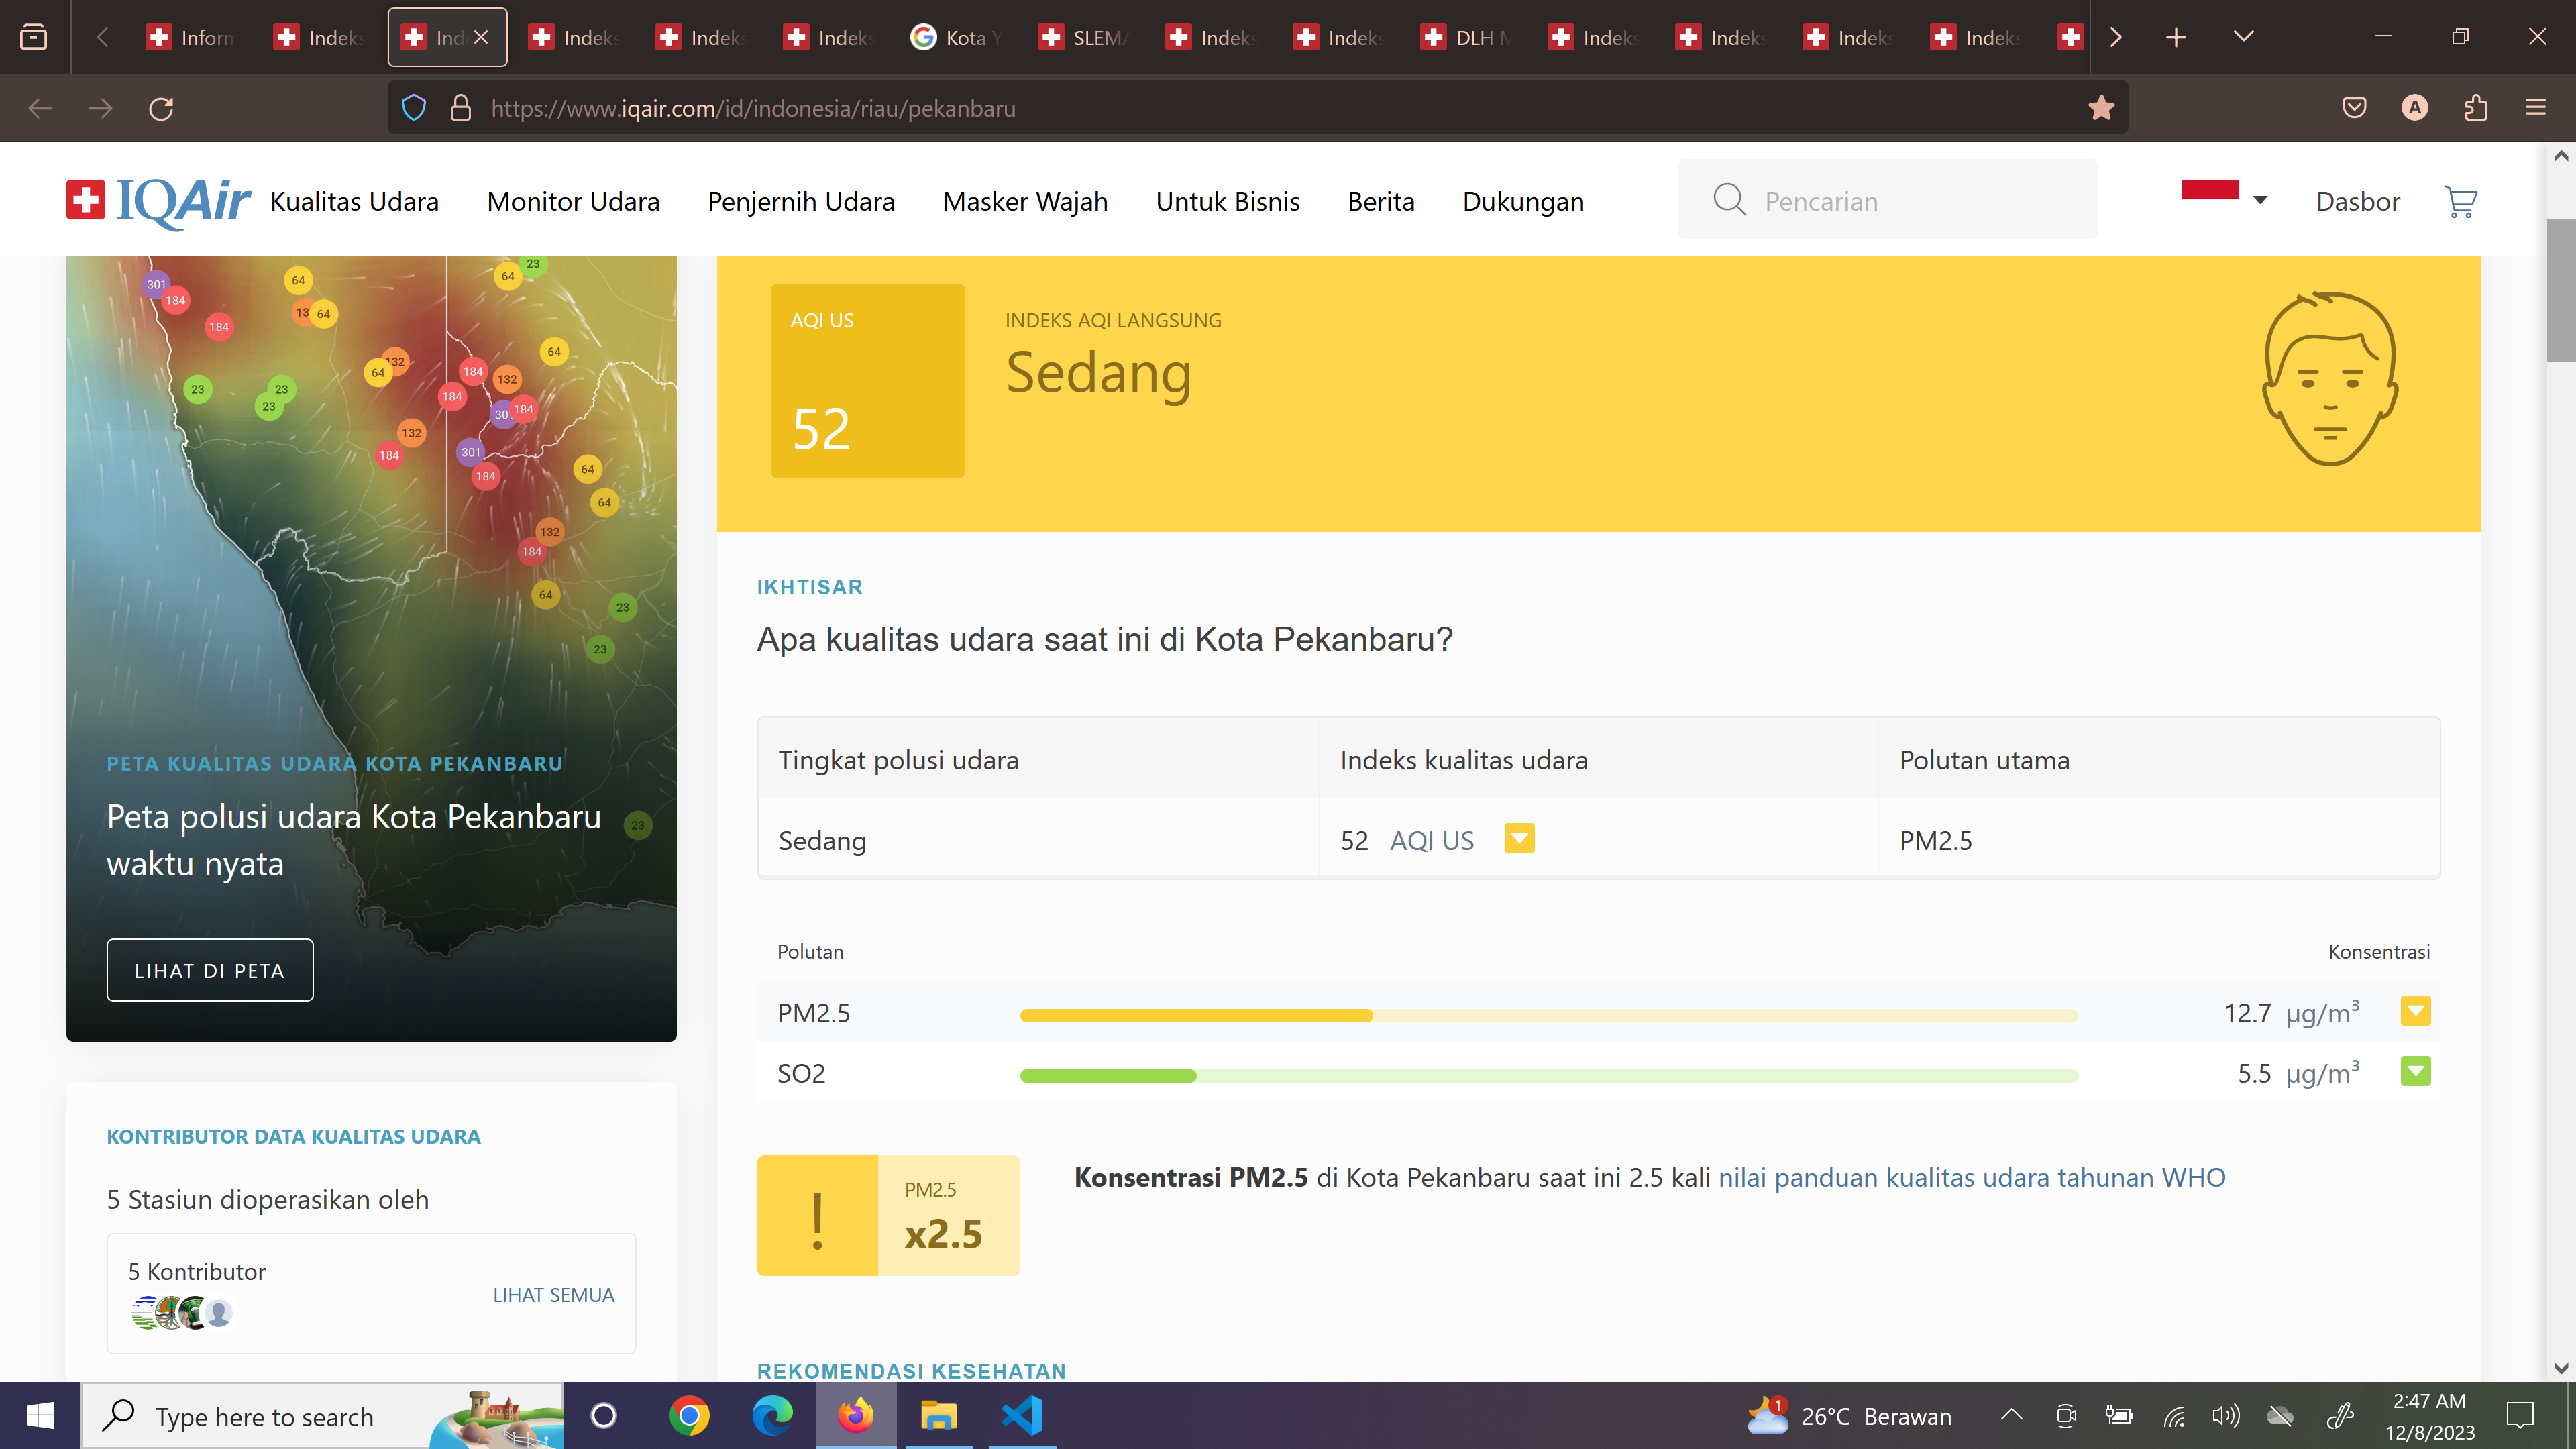 Inform
Indeks
Ind
Indeks
Indeks
Indeks
Kota Y
SLEMA
Indeks
Indeks
DLH M
Indeks
Indeks
Indeks
Indeks
https://www.iqair.com/id/indonesia/riau/pekanbaru
A
IQAir
Kualitas Udara
Monitor Udara
Penjernih Udara
Masker Wajah
Untuk Bisnis
Berita
Dukungan
Pencarian
Dasbor
301
184
64
64
23
184
13
64
132
64
64
184
132
23
23
23
184
30
184
132
184
301
184
64
64
132
184
64
23
23
23
PETA KUALITAS UDARA KOTA PEKANBARU
Peta polusi udara Kota Pekanbaru
waktu nyata
LIHAT DI PETA
KONTRIBUTOR DATA KUALITAS UDARA
5 Stasiun dioperasikan oleh
5 Kontributor
LIHAT SEMUA
AQI US
52
INDEKS AQI LANGSUNG
Sedang
IKHTISAR
Apa kualitas udara saat ini di Kota Pekanbaru?
Tingkat polusi udara Indeks kualitas udara Polutan utama
Sedang 52 AQI US PM2.5
Polutan Konsentrasi
PM2.5 12.7 µg/m³
SO2 5.5 µg/m³
!
PM2.5
x2.5
Konsentrasi PM2.5 di Kota Pekanbaru saat ini 2.5 kali nilai panduan kualitas udara tahunan WHO
REKOMENDASI KESEHATAN
Type here to search
1
26°C Berawan
2:47 AM
12/8/2023